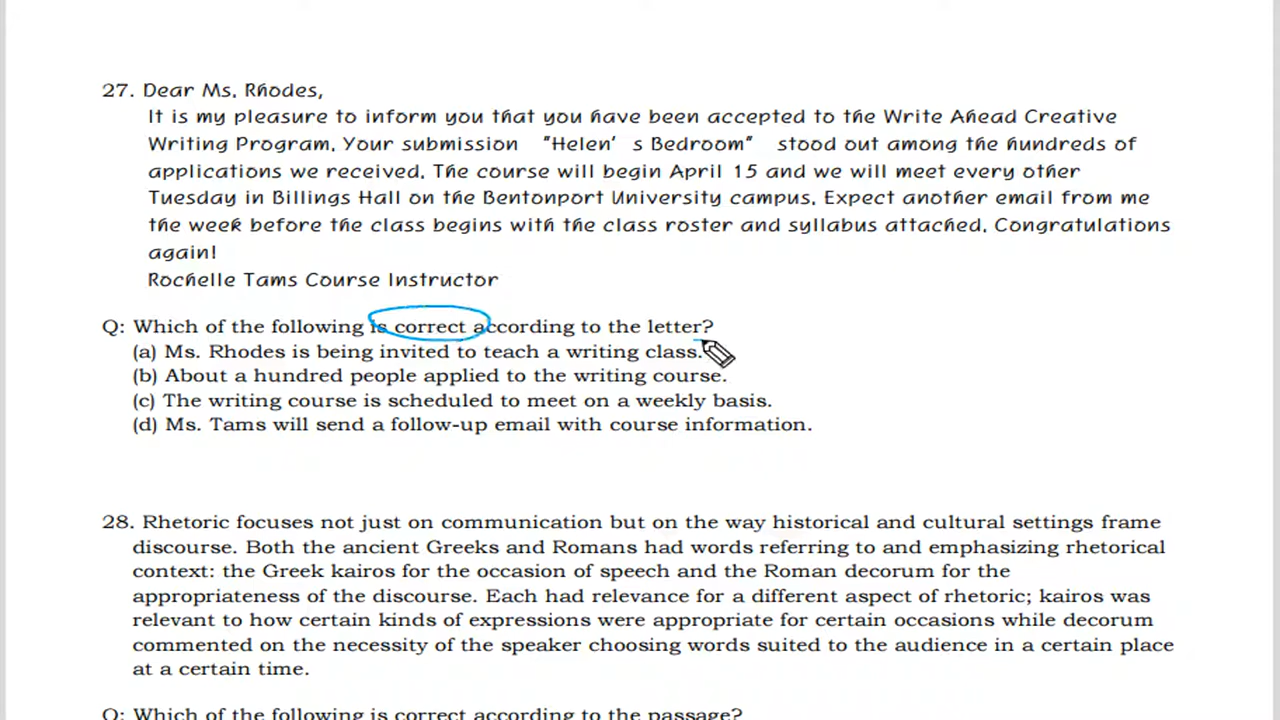 27. Dear Ms. Rhodes,
It is my pleasure to inform you that you have been accepted to the Write Ahead Creative
Writing Program. Your submission "Helen' s Bedroom" stood out among the hundreds of
applications we received. The course will begin April 15 and we will meet every other
Tuesday in Billings Hall on the Bentonport University campus. Expect another email from me
the week before the class begins with the class roster and syllabus attached. Congratulations
again!
Rochelle Tams Course Instructor
Q: Which of the following is correct according to the letter?
(a) Ms. Rhodes is being invited to teach a writing class.
(b) About a hundred people applied to the writing course.
(c) The writing course is scheduled to meet on a weekly basis.
(d) Ms. Tams will send a follow-up email with course information.
28. Rhetoric focuses not just on communication but on the way historical and cultural settings frame
discourse. Both the ancient Greeks and Romans had words referring to and emphasizing rhetorical
context: the Greek kairos for the occasion of speech and the Roman decorum for the
appropriateness of the discourse. Each had relevance for a different aspect of rhetoric; kairos was
relevant to how certain kinds of expressions were appropriate for certain occasions while decorum
commented on the necessity of the speaker choosing words suited to the audience in a certain place
at a certain time.
Q: Which of the following is correct according to the passage?